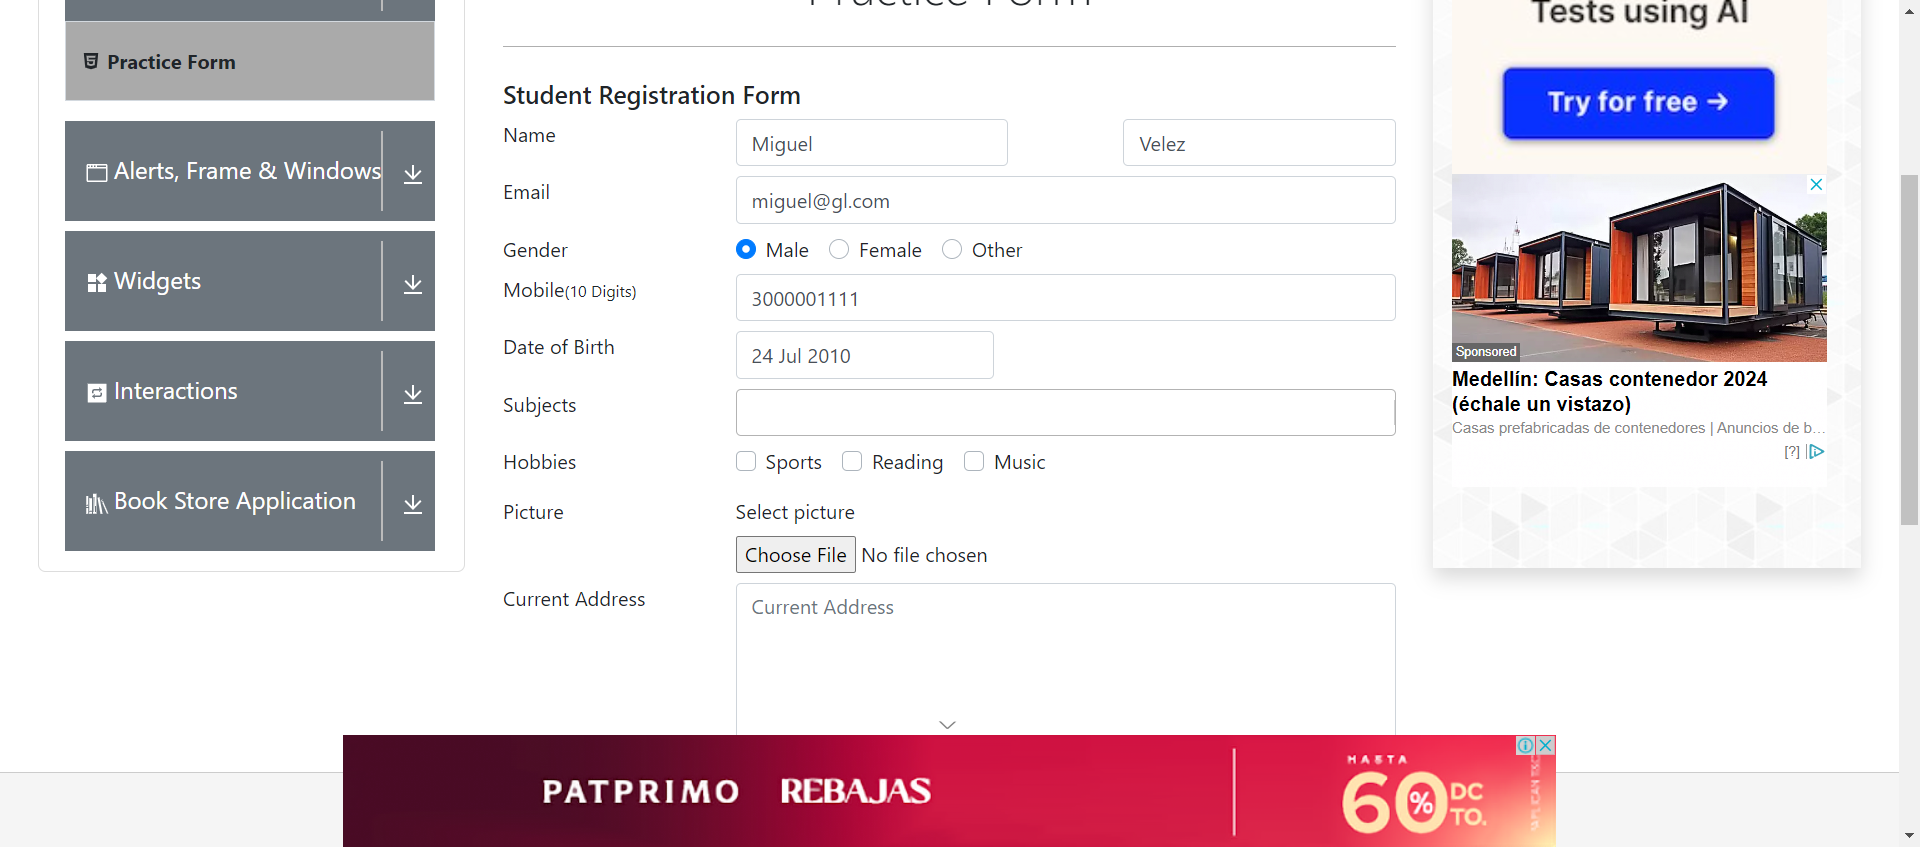 Practice Form
Practice Form
Alerts, Frame & Windows
Widgets
Interactions
Book Store Application
Student Registration Form
Name
Miguel
Velez
Email
miguel@gl.com
Gender
Male
Female
Other
Mobile(10 Digits)
3000001111
Date of Birth
24 Jul 2010
Subjects
Hobbies
Sports
Reading
Music
Picture
Select picture
Choose File
No file chosen
Current Address
Current Address
Tests using AI
Try for free →
Sponsored
Medellín: Casas contenedor 2024
(échale un vistazo)
Casas prefabricadas de contenedores | Anuncios de b...
[?]
PATPRIMO
REBAJAS
HASTA
60%
DC
TO.